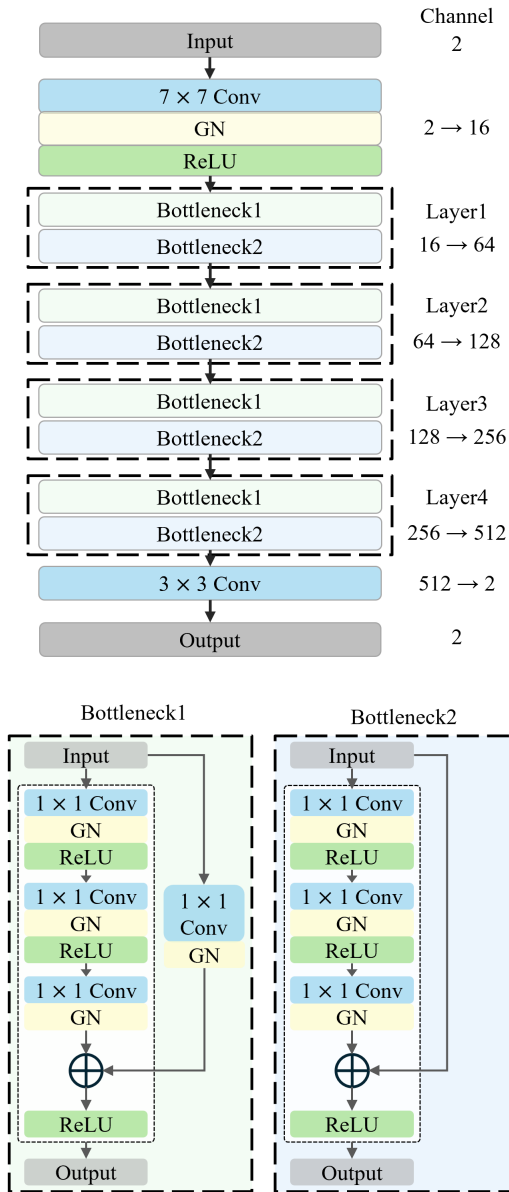 Channel
Input
2
7 × 7 Conv
GN
2 → 16
ReLU
Bottleneck1
Layer1
Bottleneck2
16 → 64
Bottleneck1
Layer2
Bottleneck2
64 → 128
Bottleneck1
Layer3
Bottleneck2
128 → 256
Bottleneck1
Layer4
Bottleneck2
256 → 512
3 × 3 Conv
512 → 2
Output
2
Bottleneck1
Input
1 × 1 Conv
GN
ReLU
1 × 1 Conv
GN
ReLU
1 × 1 Conv
GN
1 × 1
Conv
GN
ReLU
Output
Bottleneck2
Input
1 × 1 Conv
GN
ReLU
1 × 1 Conv
GN
ReLU
1 × 1 Conv
GN
ReLU
Output